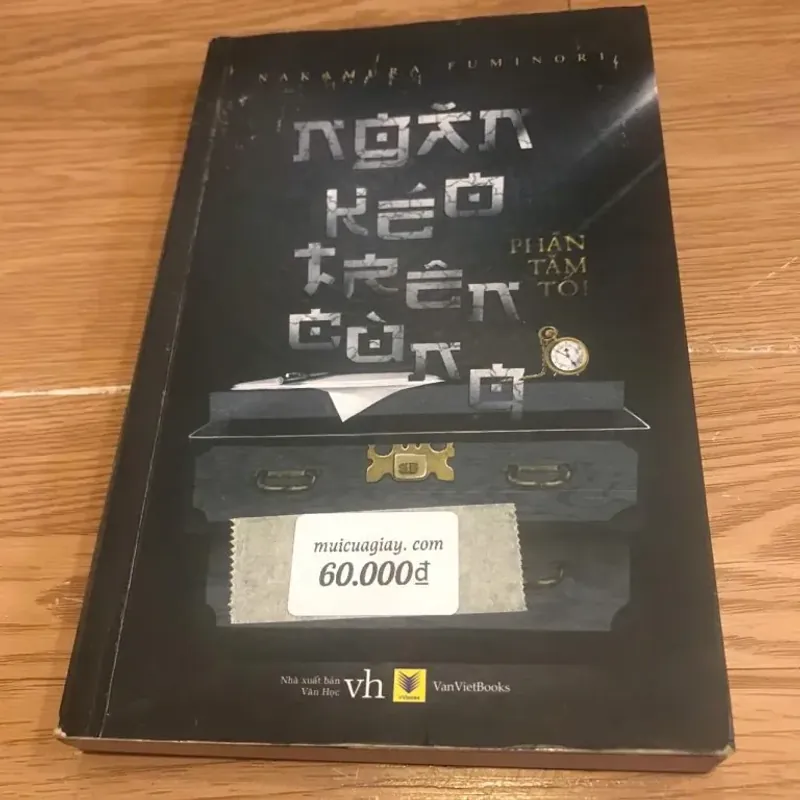 NAKAMURA FUMINORI
NGĂN
KÉO
TRÊN
CÙNG
PHẦN
TĂM
TỐI
muicuagiay. com
60.000đ
Nhà xuất bản
Văn Học
vh
VanVietBooks